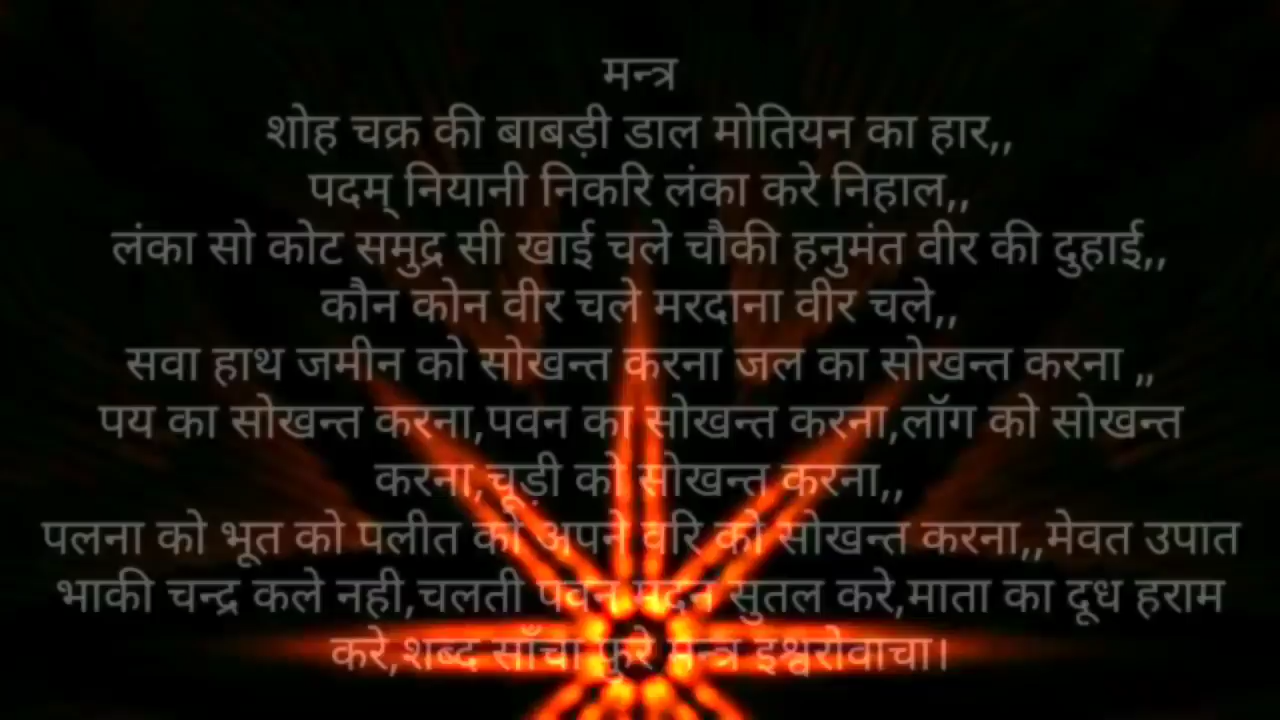 मन्त्र
शोह चक्र की बाबड़ी डाल मोतियन का हार,,
पदम् नियानी निकरि लंका करे निहाल,,
लंका सो कोट समुद्र सी खाई चले चौकी हनुमंत वीर की दुहाई,,
कौन कोन वीर चले मरदाना वीर चले,,
सवा हाथ जमीन को सोखन्त करना जल का सोखन्त करना ,,
पय का सोखन्त करना,पवन का सोखन्त करना,लॉग को सोखन्त
करना,चूड़ी को सोखन्त करना,,
पलना को भूत को पलीत को अपने वरि को सोखन्त करना,,मेवत उपात
भाकी चन्द्र कले नही,चलती पवन मदन सुतल करे,माता का दूध हराम
करे,शब्द साँचा फुरे मन्त्र इश्वरोवाचा।